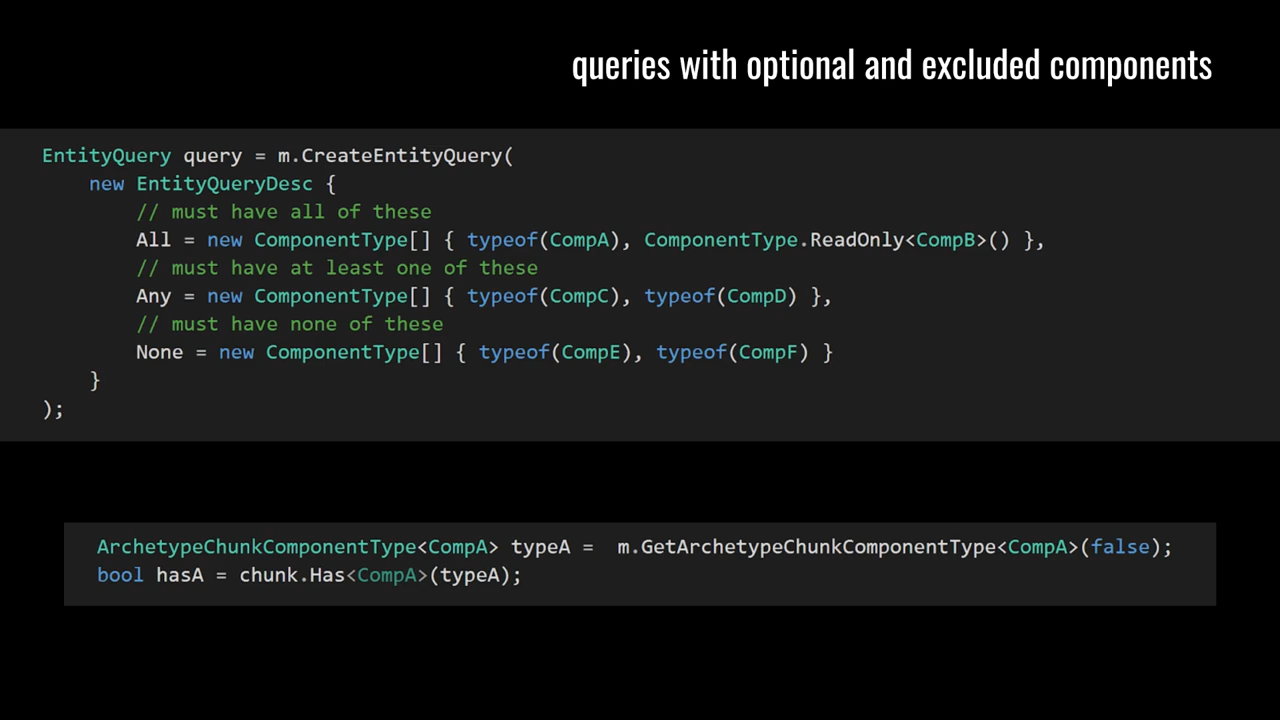 queries with optional and excluded components
EntityQuery query = m.CreateEntityQuery(
    new EntityQueryDesc {
        // must have all of these
        All = new ComponentType[] { typeof(CompA), ComponentType.ReadOnly<CompB>() },
        // must have at least one of these
        Any = new ComponentType[] { typeof(CompC), typeof(CompD) },
        // must have none of these
        None = new ComponentType[] { typeof(CompE), typeof(CompF) }
    }
);
ArchetypeChunkComponentType<CompA> typeA =  m.GetArchetypeChunkComponentType<CompA>(false);
bool hasA = chunk.Has<CompA>(typeA);